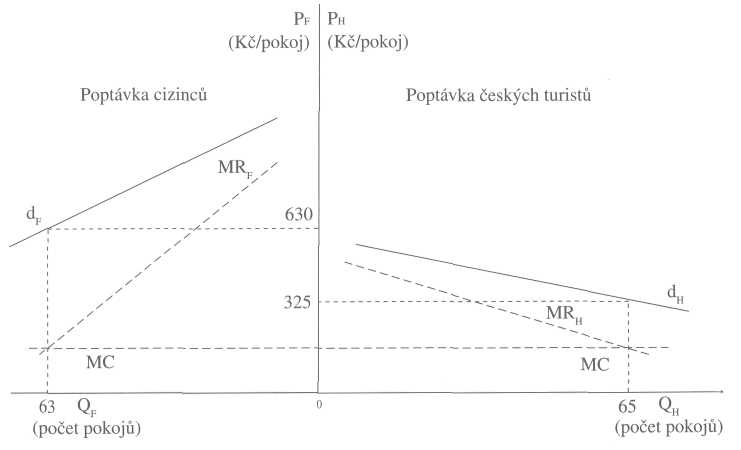 P_F P_H
(Kč/pokoj) (Kč/pokoj)
Poptávka cizinců
Poptávka českých turistů
MR_F
d_F
630
d_H
325
MR_H
MC
MC
63 Q_F 0 65 Q_H
(počet pokojů) (počet pokojů)